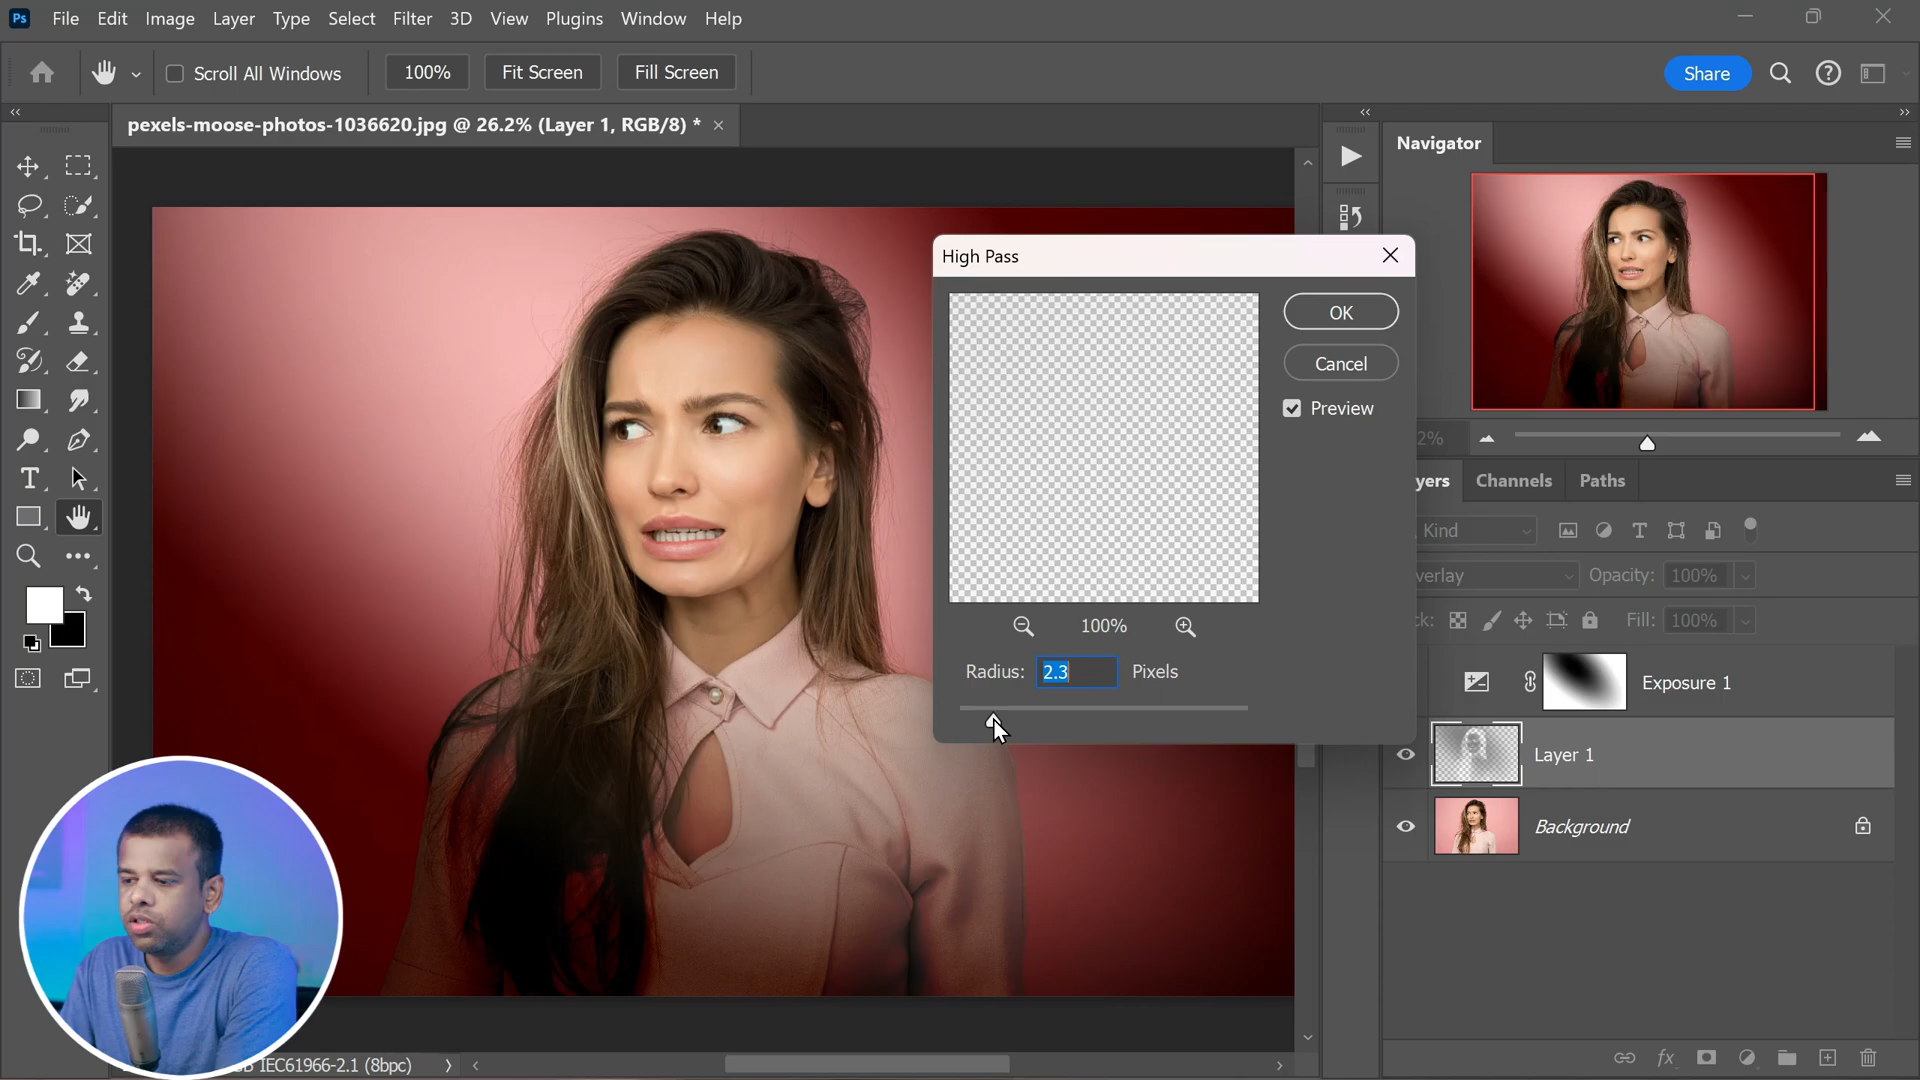 Ps File Edit Image Layer Type Select Filter 3D View Plugins Window Help
Scroll All Windows 100% Fit Screen Fill Screen Share
pexels-moose-photos-1036620.jpg @ 26.2% (Layer 1, RGB/8) *
Navigator
High Pass
OK
Cancel
Preview
2%
100%
Radius: 2.3 Pixels
yers Channels Paths
Kind
verlay Opacity: 100%
k: Fill: 100%
Exposure 1
Layer 1
Background
IEC61966-2.1 (8bpc)